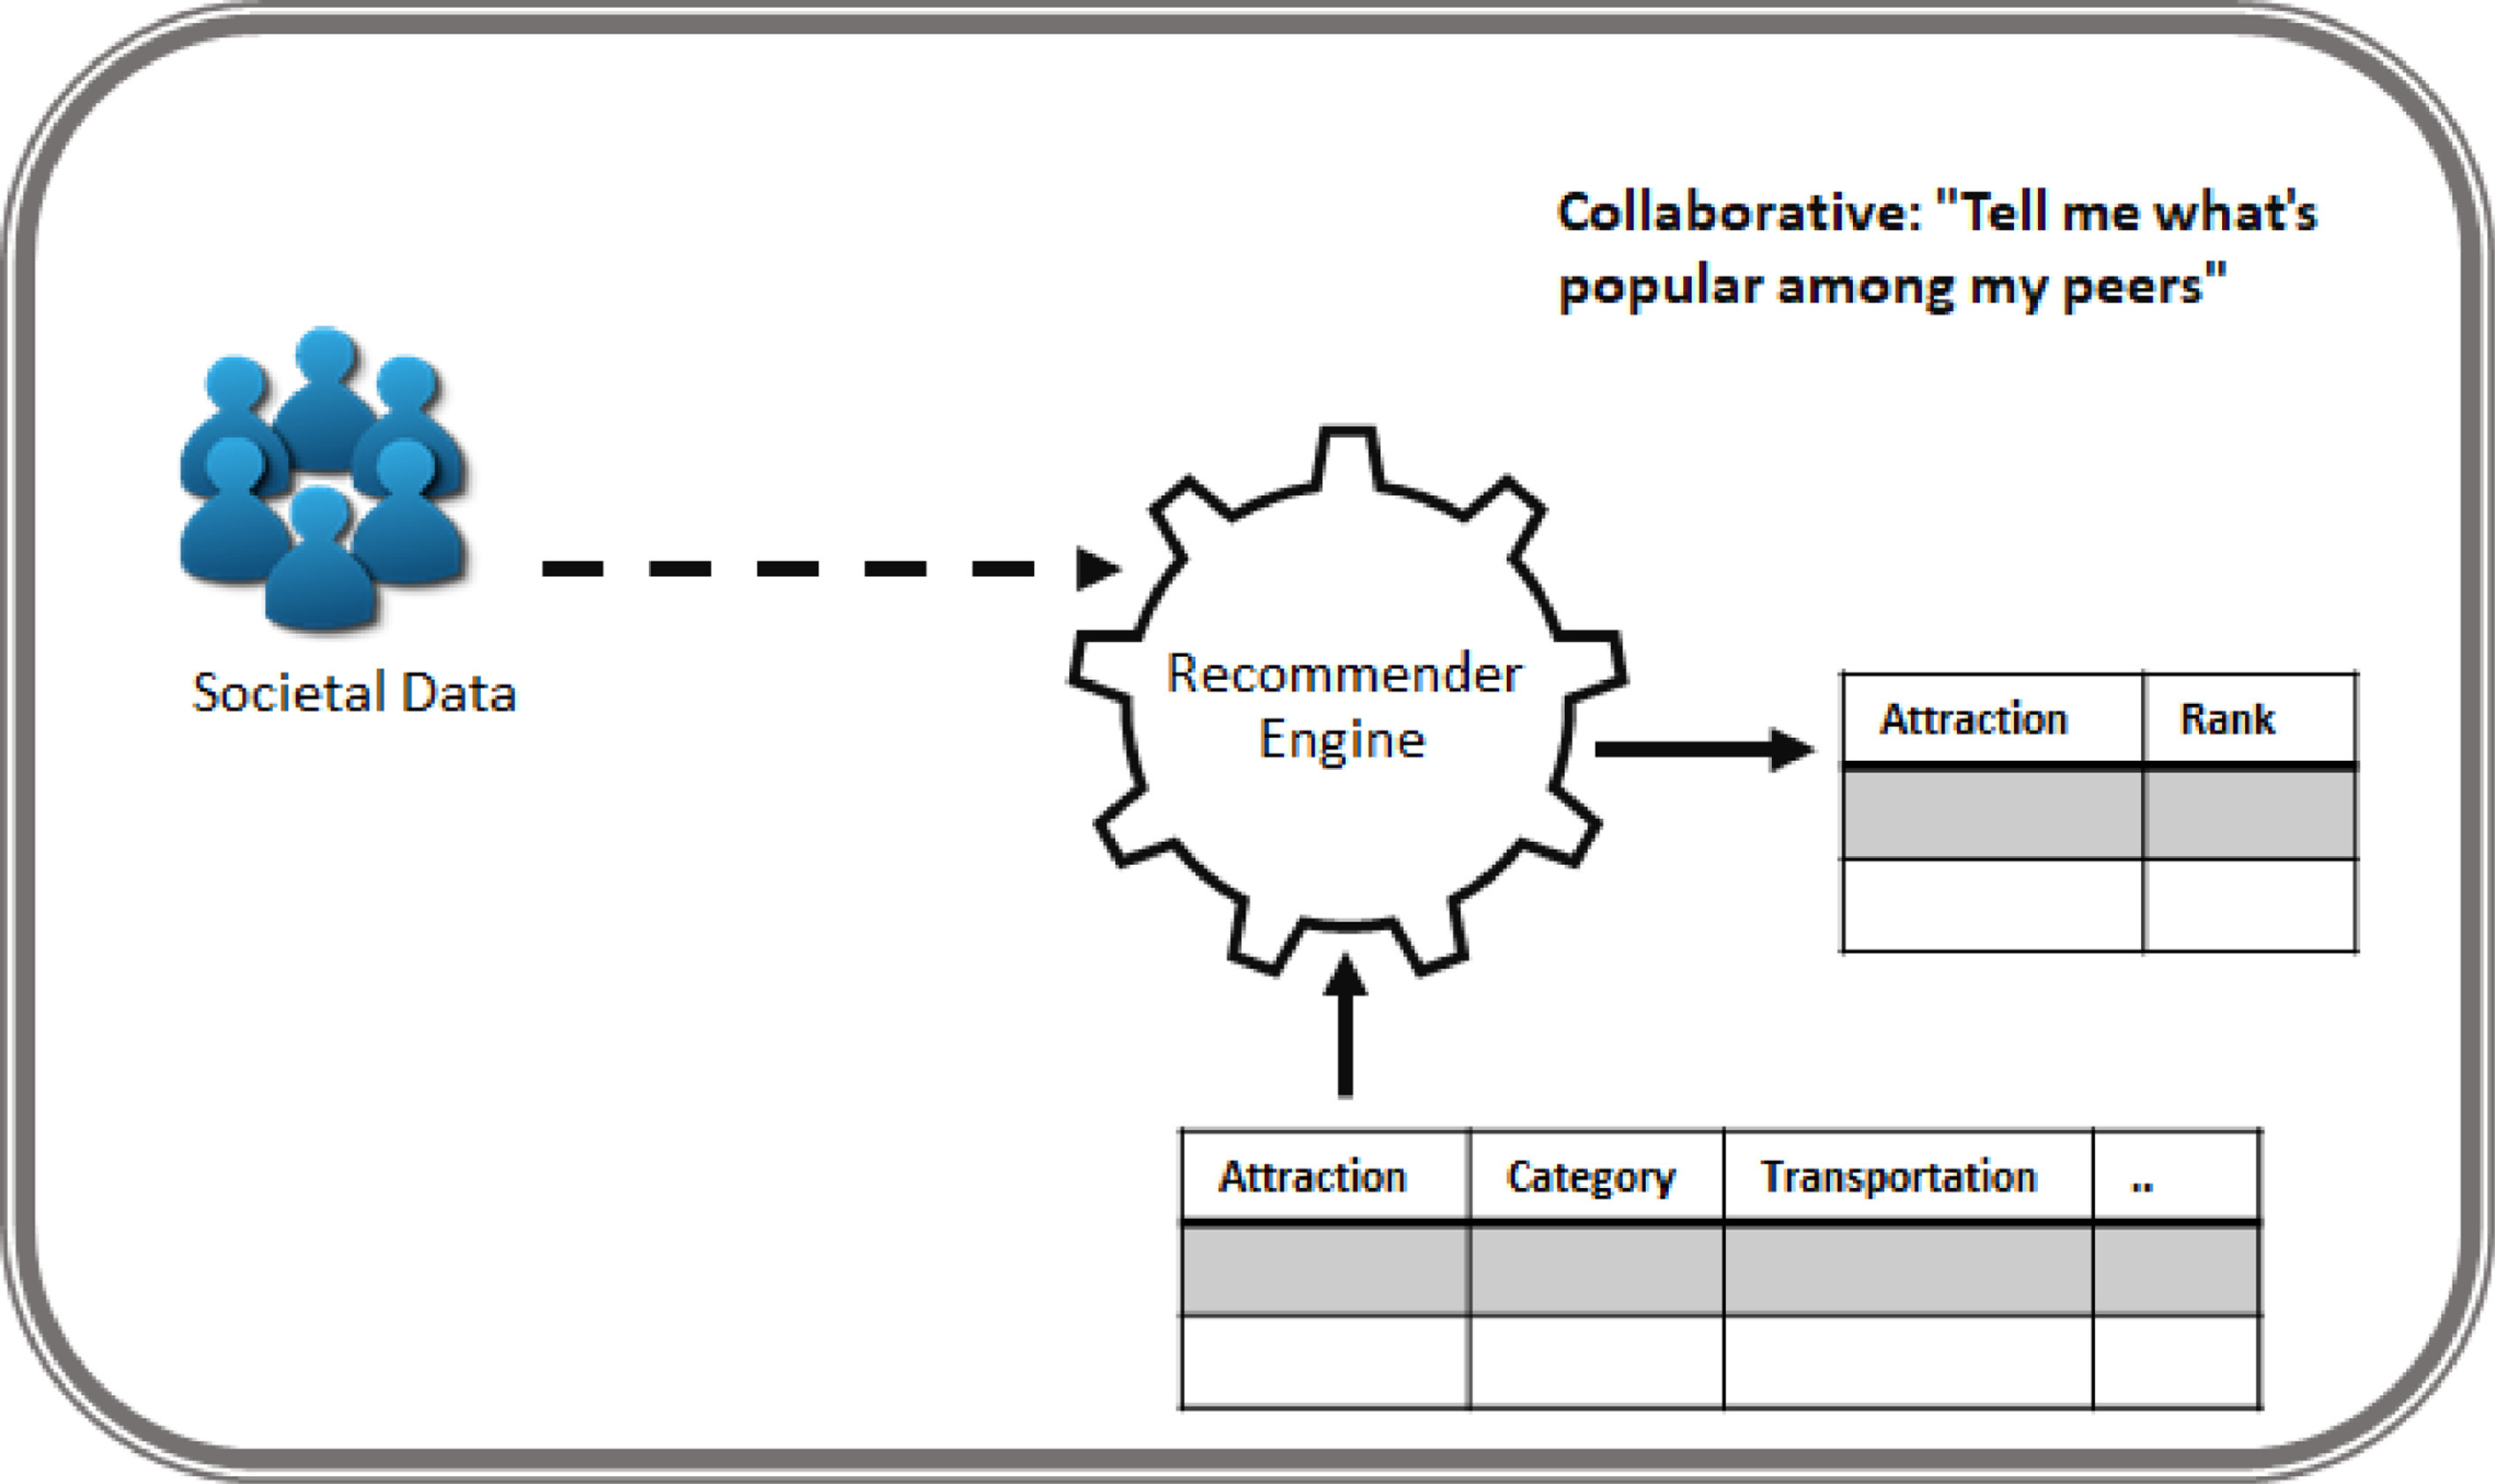 Collaborative: "Tell me what's
popular among my peers"
Societal Data
Recommender
Engine
Attraction Rank
Attraction Category Transportation ..